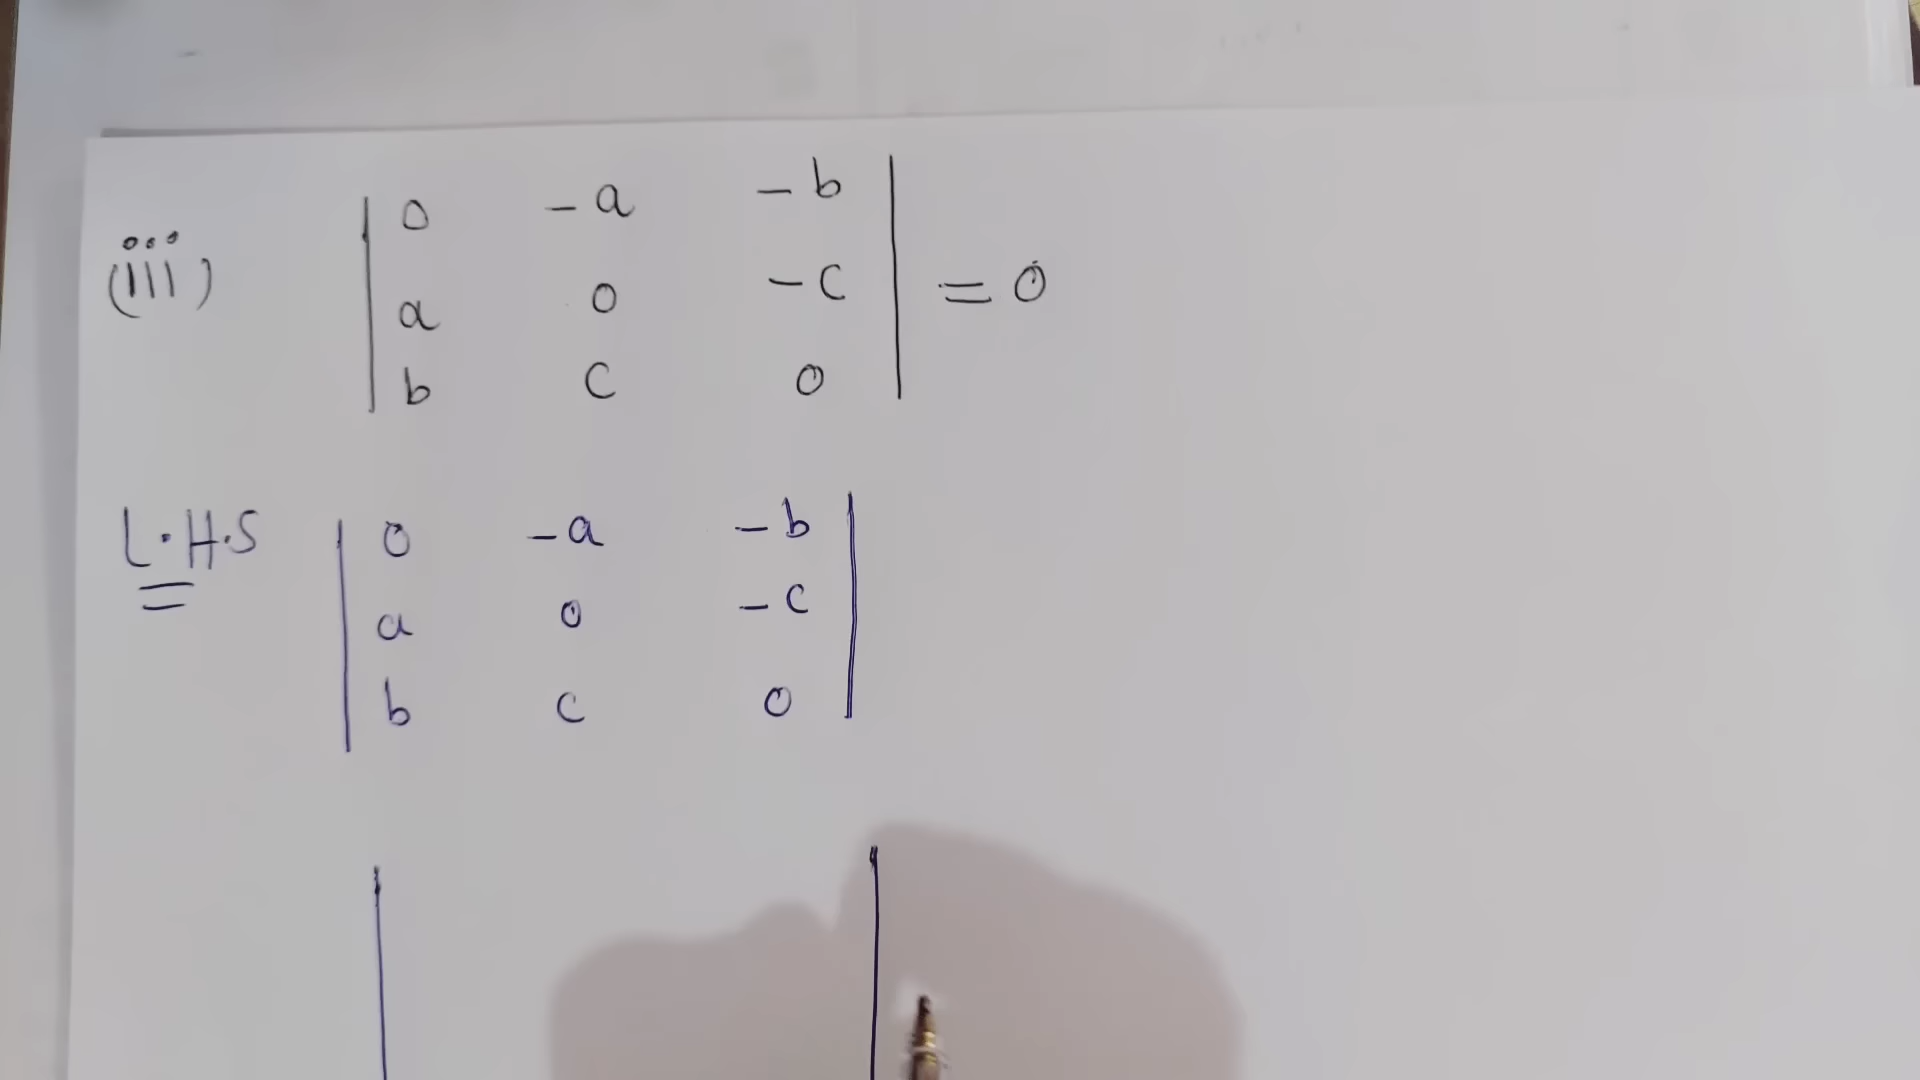 (iii) | 0 -a -b |
| a 0 -c | = 0
| b c 0 |
L.H.S | 0 -a -b |
| a 0 -c |
| b c 0 |